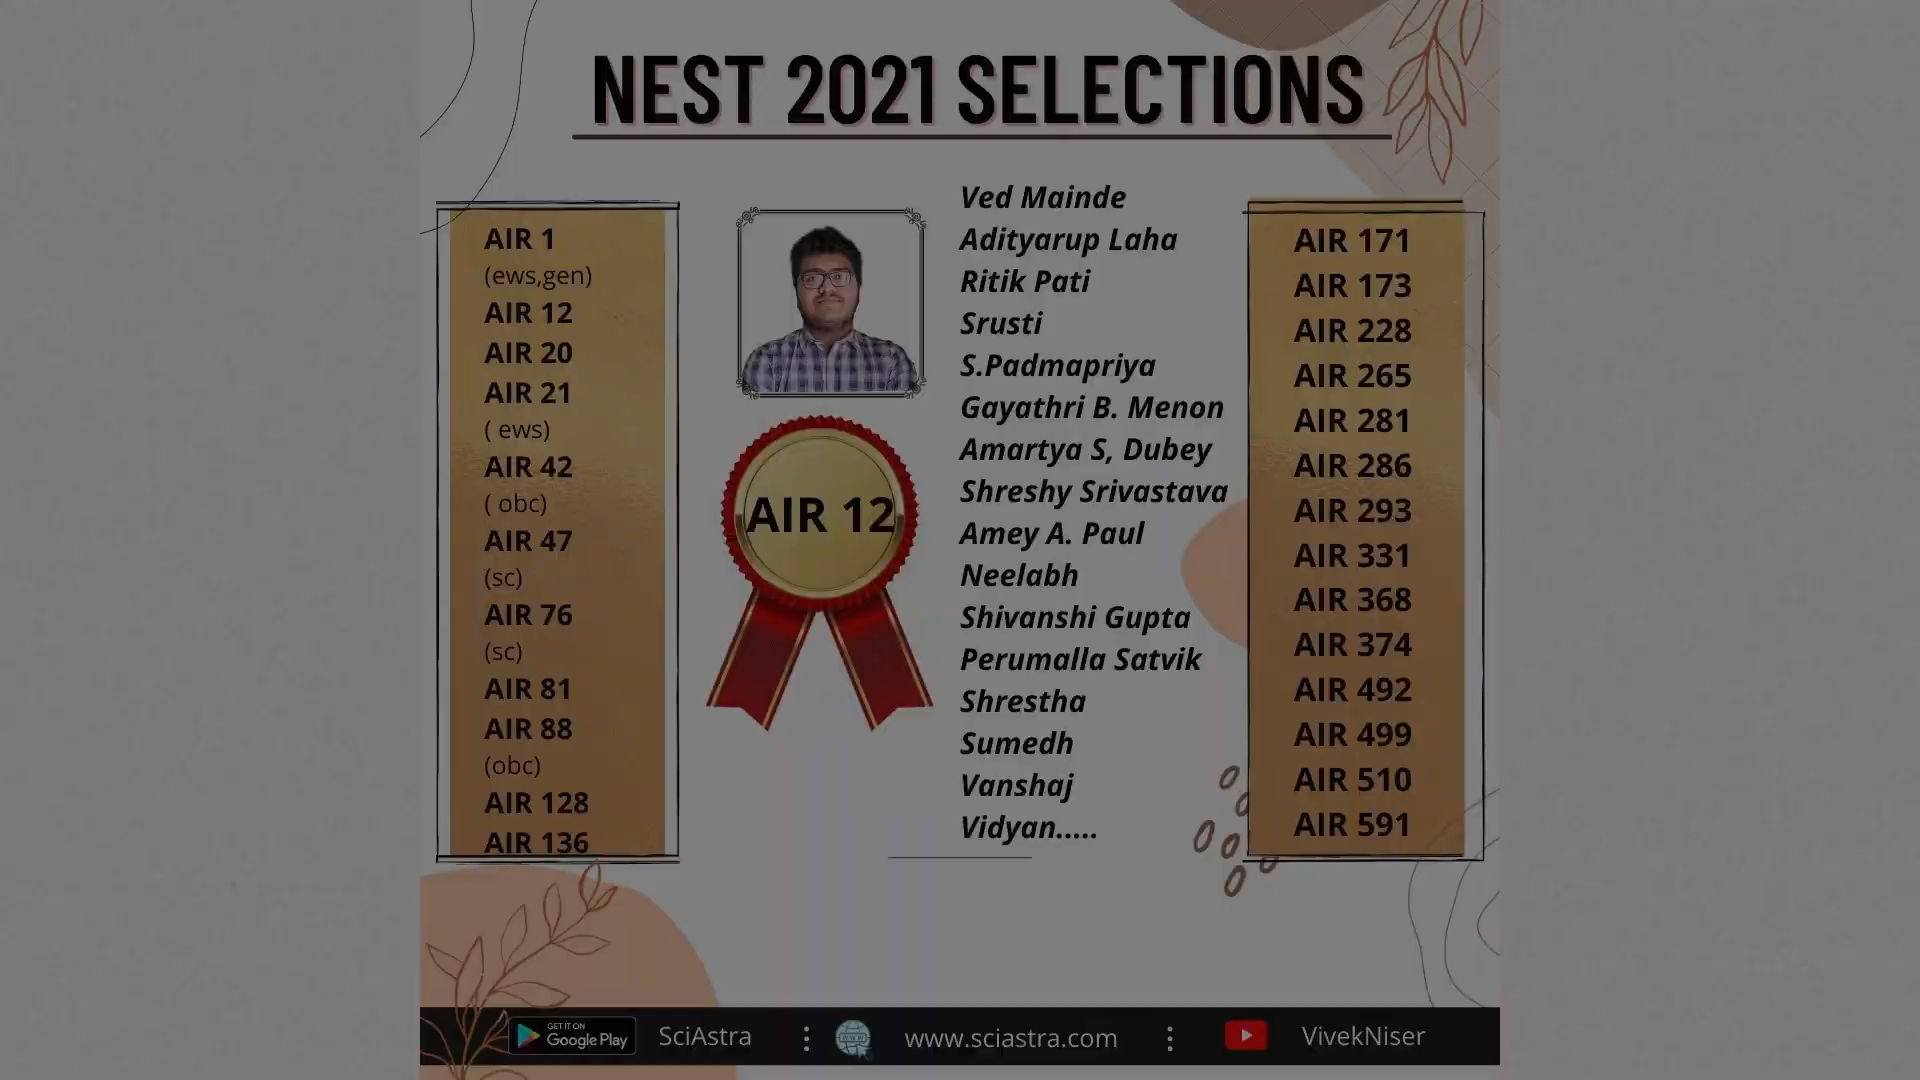 NEST 2021 SELECTIONS
AIR 1
(ews,gen)
AIR 12
AIR 20
AIR 21
( ews)
AIR 42
( obc)
AIR 47
(sc)
AIR 76
(sc)
AIR 81
AIR 88
(obc)
AIR 128
AIR 136
AIR 12
Ved Mainde
Adityarup Laha
Ritik Pati
Srusti
S.Padmapriya
Gayathri B. Menon
Amartya S, Dubey
Shreshy Srivastava
Amey A. Paul
Neelabh
Shivanshi Gupta
Perumalla Satvik
Shrestha
Sumedh
Vanshaj
Vidyan.....
AIR 171
AIR 173
AIR 228
AIR 265
AIR 281
AIR 286
AIR 293
AIR 331
AIR 368
AIR 374
AIR 492
AIR 499
AIR 510
AIR 591
GET IT ON
Google Play
SciAstra
WWW
www.sciastra.com
VivekNiser